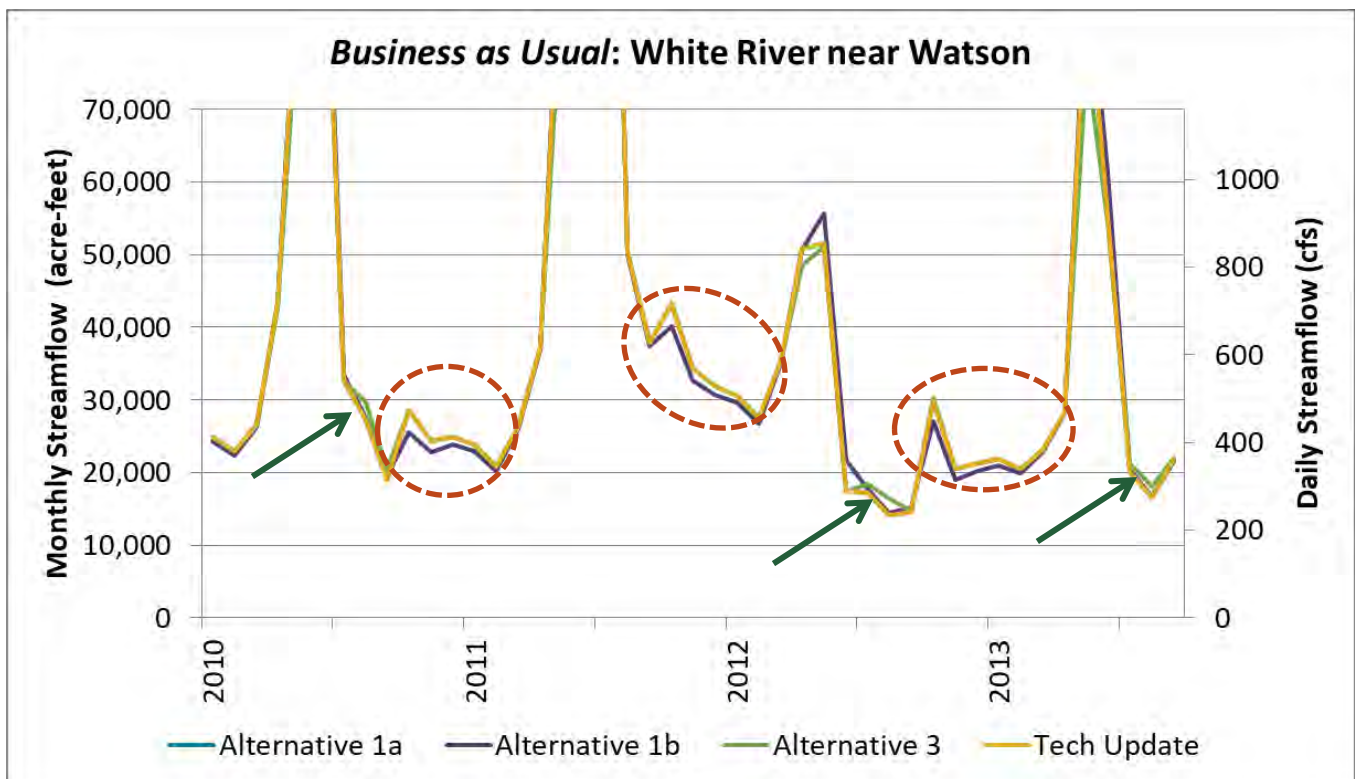 Business as Usual: White River near Watson
Monthly Streamflow (acre-feet)
70,000
60,000
50,000
40,000
30,000
20,000
10,000
0
1000
800
600
400
200
0
Daily Streamflow (cfs)
2010
2011
2012
2013
Alternative 1a
Alternative 1b
Alternative 3
Tech Update